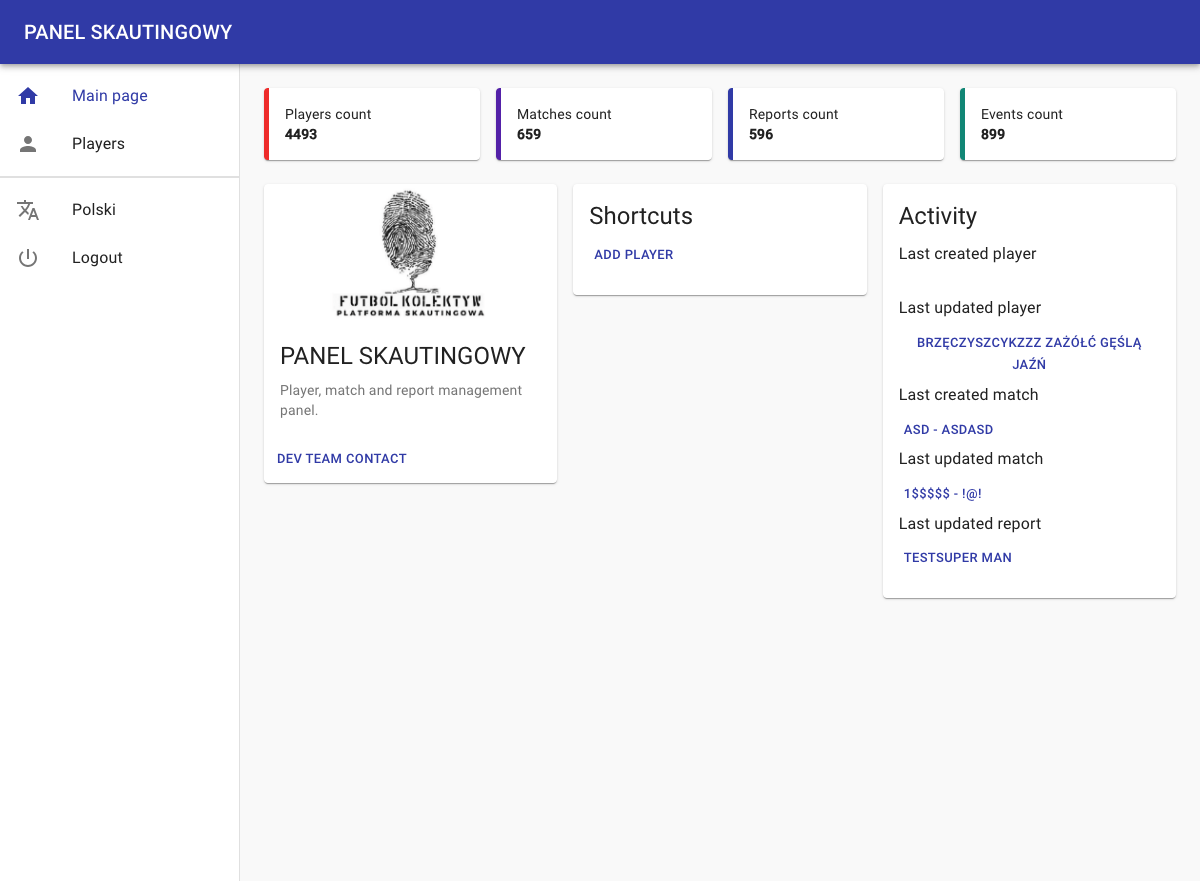 PANEL SKAUTINGOWY
Main page
Players
Polski
Logout
Players count
4493
Matches count
659
Reports count
596
Events count
899
FUTBOL KOLEKTYW
PLATFORMA SKAUTINGOWA
PANEL SKAUTINGOWY
Player, match and report management
panel.
DEV TEAM CONTACT
Shortcuts
ADD PLAYER
Activity
Last created player
Last updated player
BRZĘCZYSZCYKZZZ ZAŻÓŁĆ GĘŚLĄ
JAŹŃ
Last created match
ASD - ASDASD
Last updated match
1$$$$$ - !@!
Last updated report
TESTSUPER MAN